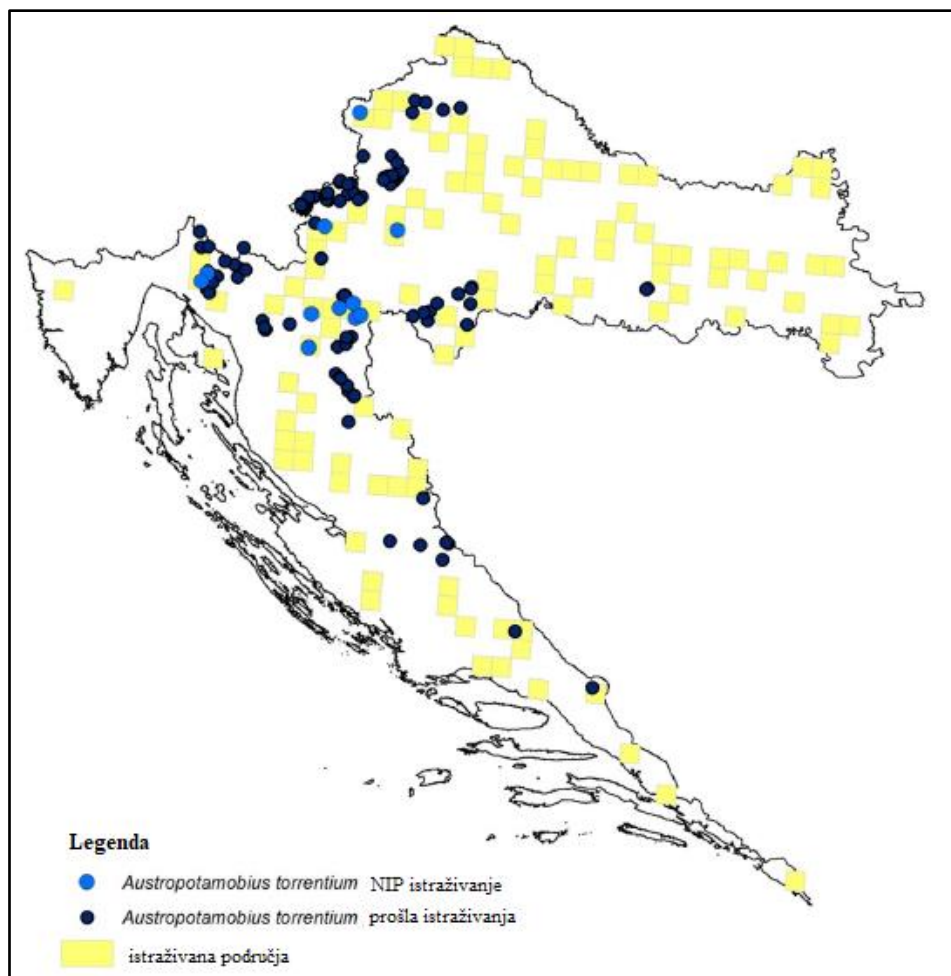 Legenda
Austropotamobius torrentium NIP istraživanje
Austropotamobius torrentium prošla istraživanja
istraživana područja